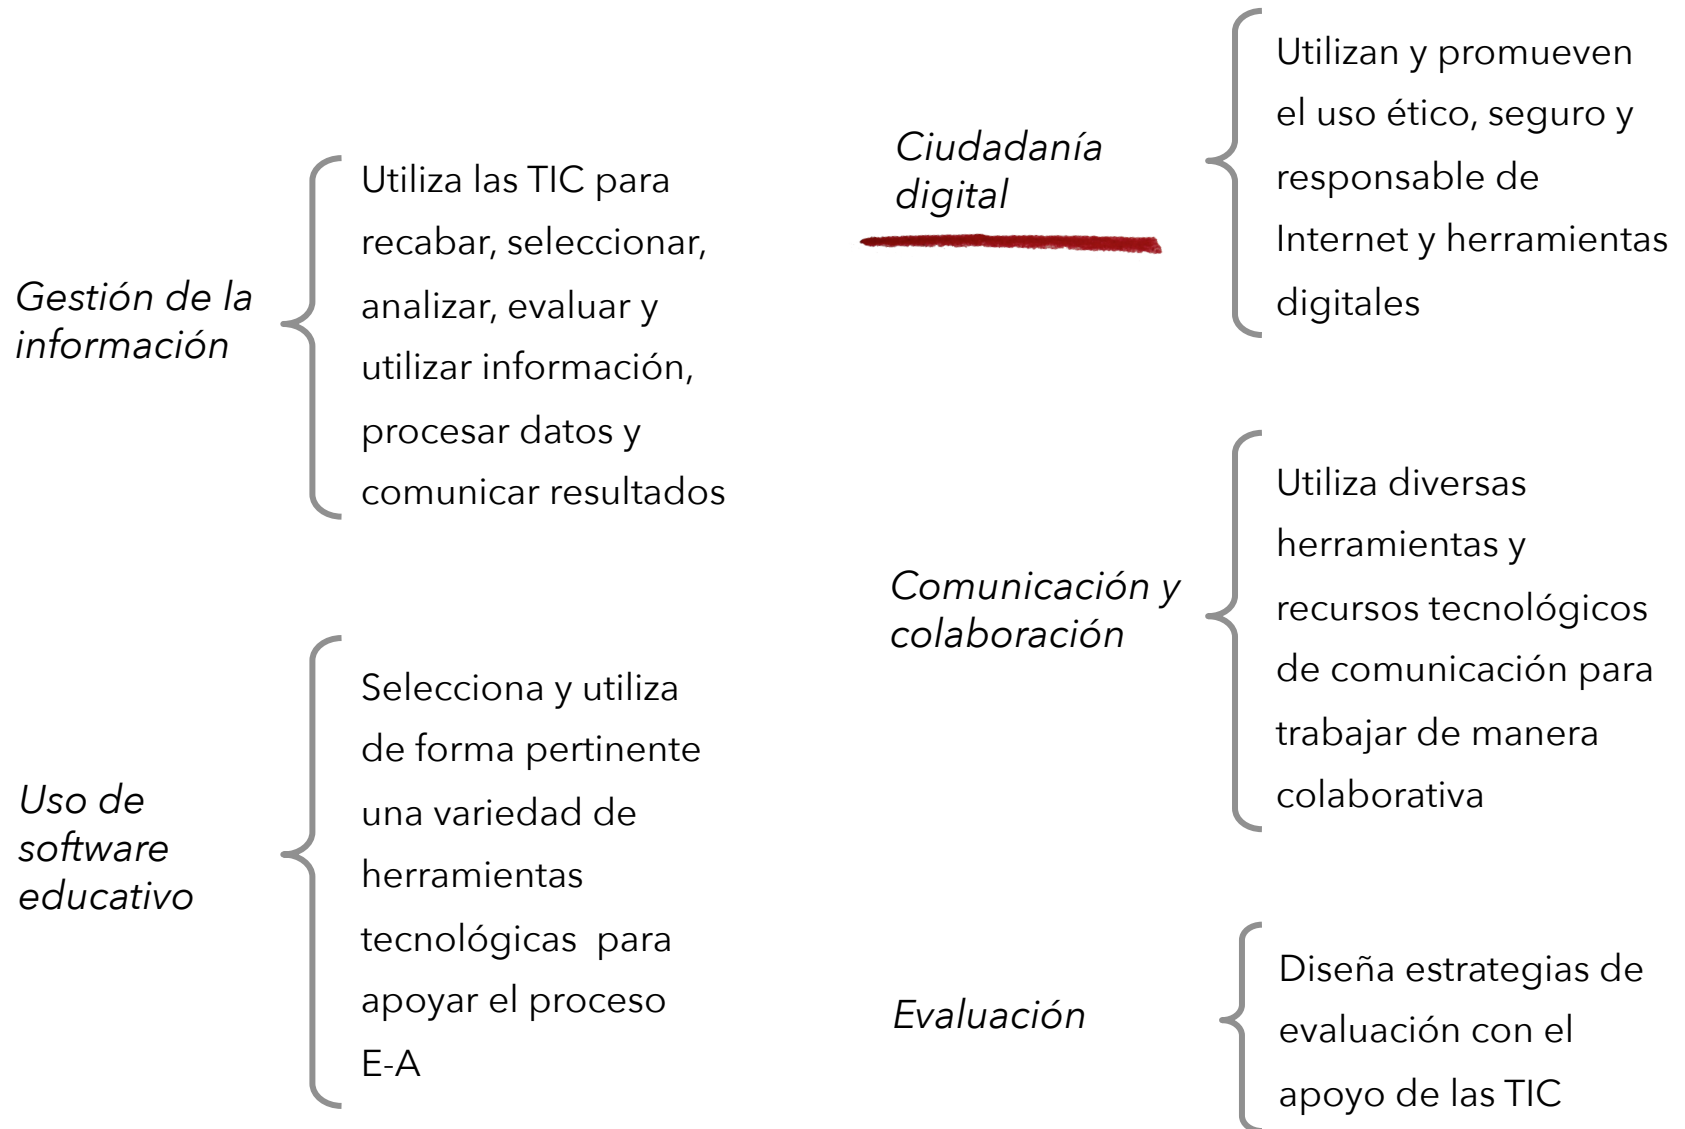 Gestión de la
información
Utiliza las TIC para
recabar, seleccionar,
analizar, evaluar y
utilizar información,
procesar datos y
comunicar resultados
Uso de
software
educativo
Selecciona y utiliza
de forma pertinente
una variedad de
herramientas
tecnológicas  para
apoyar el proceso
E-A
Ciudadanía
digital
Utilizan y promueven
el uso ético, seguro y
responsable de
Internet y herramientas
digitales
Comunicación y
colaboración
Utiliza diversas
herramientas y
recursos tecnológicos
de comunicación para
trabajar de manera
colaborativa
Evaluación
Diseña estrategias de
evaluación con el
apoyo de las TIC